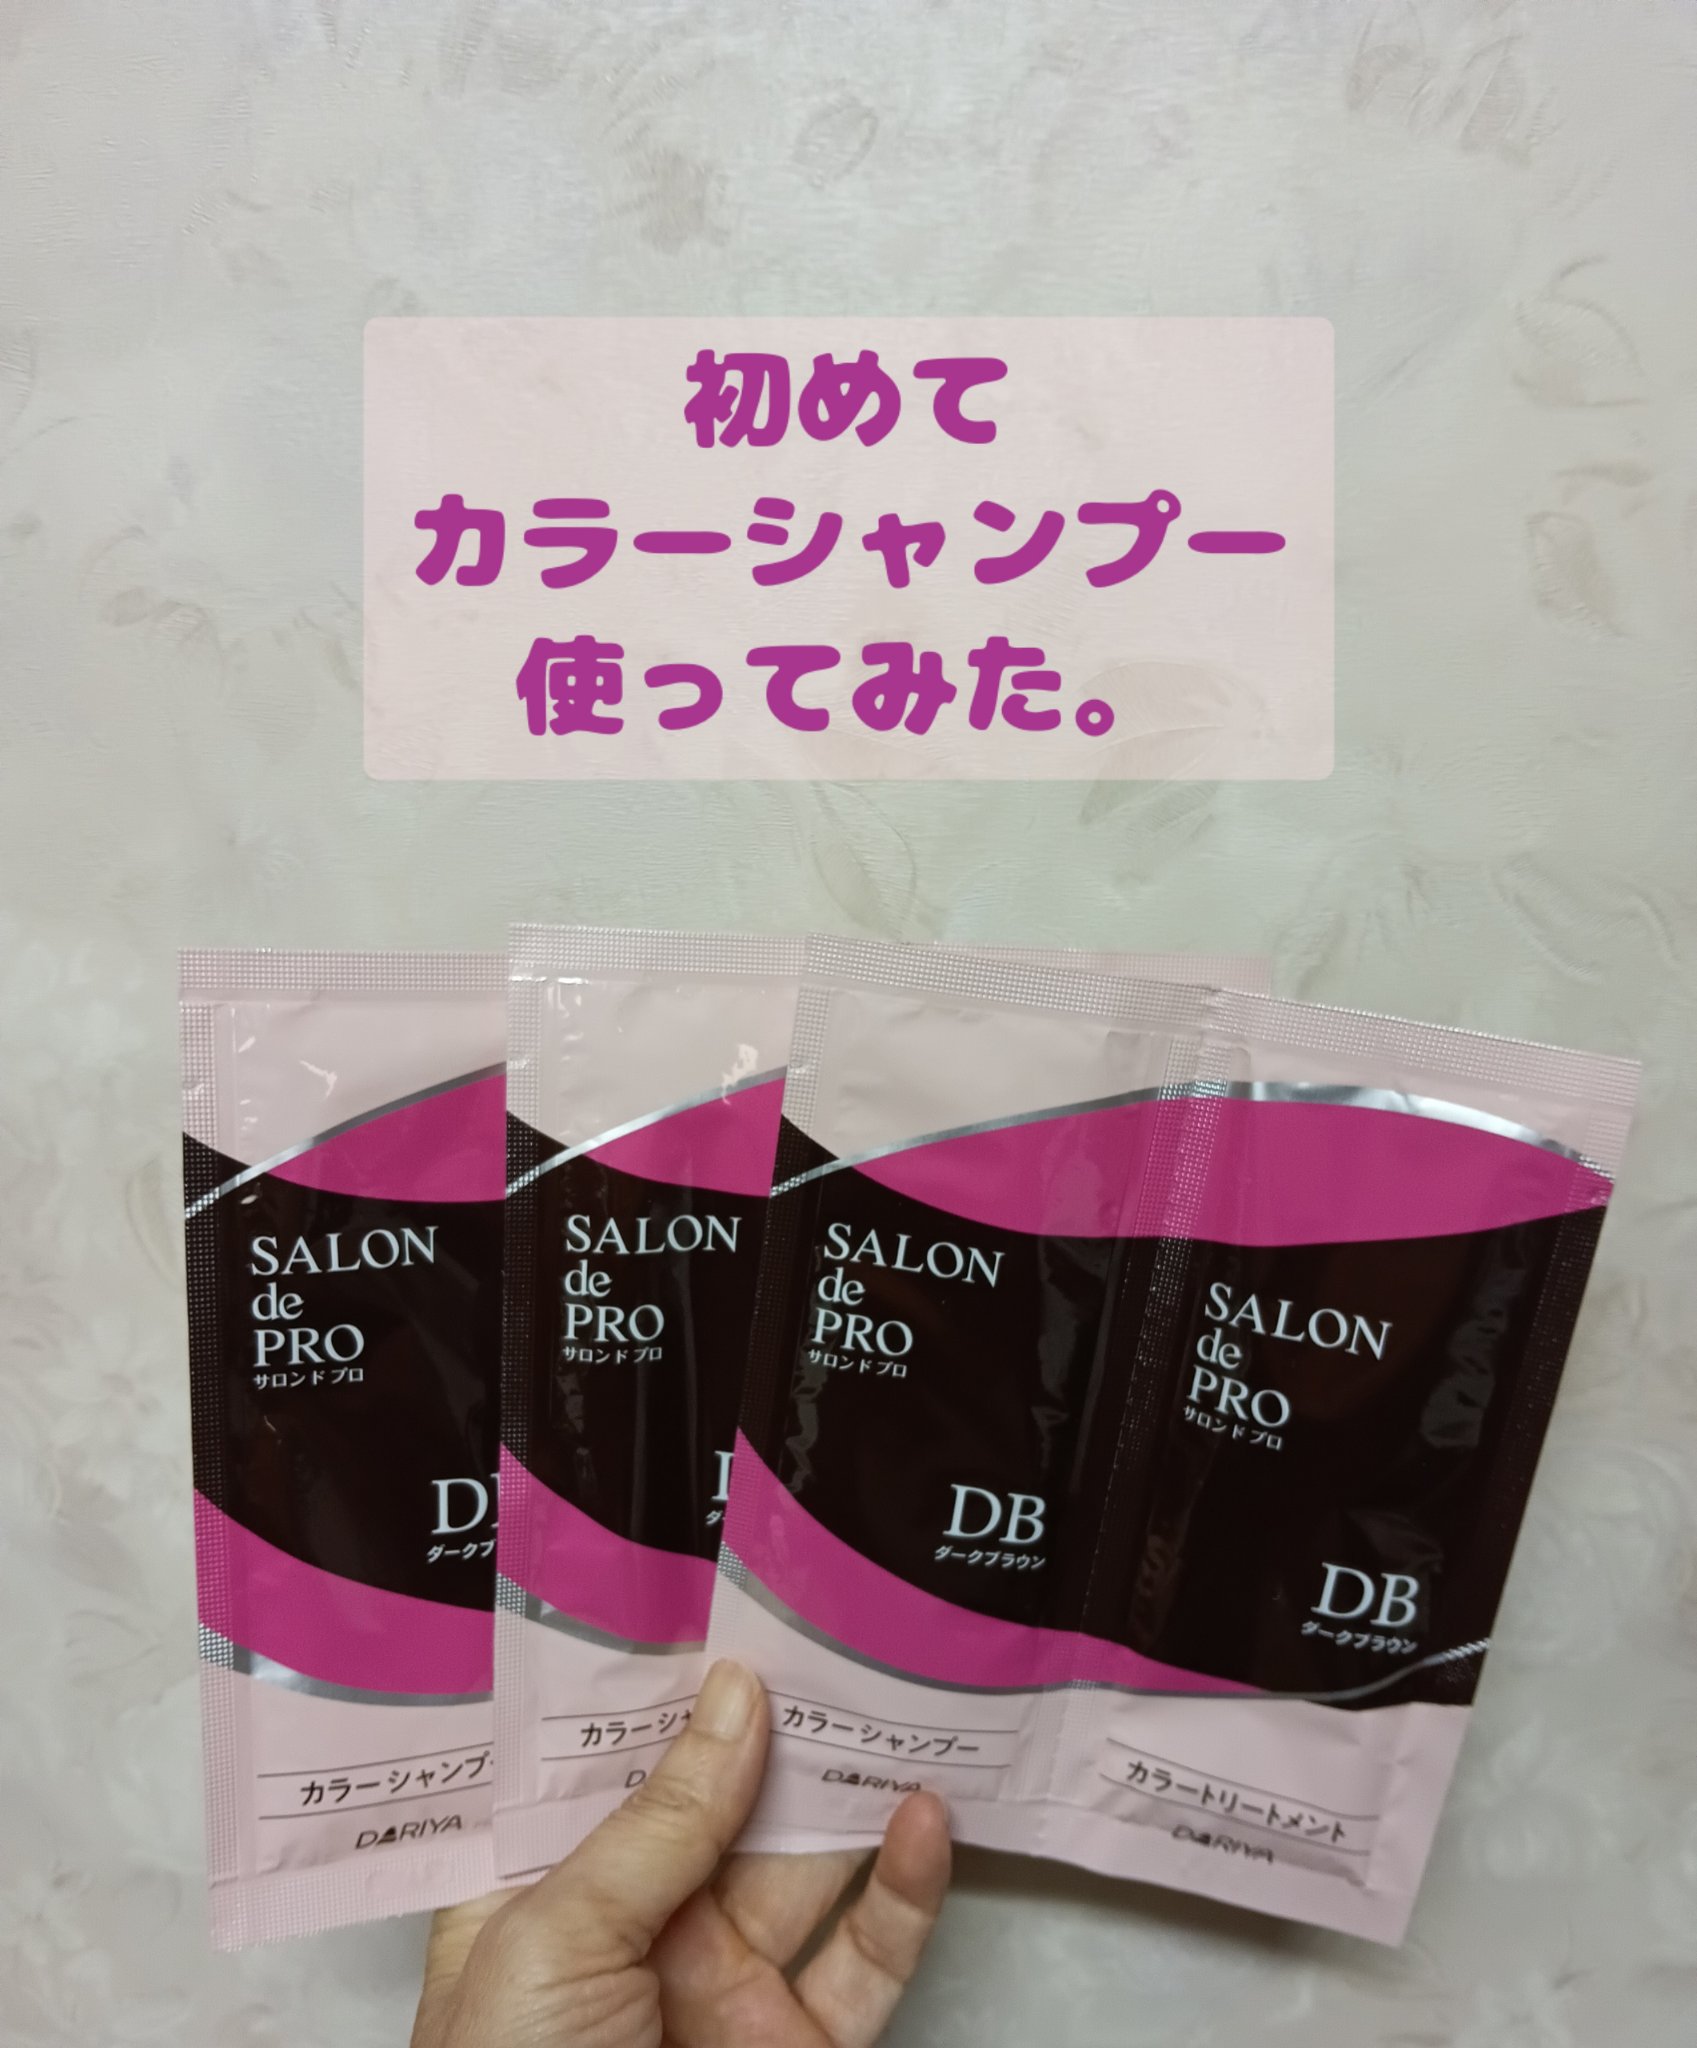 初めて
カラーシャンプー
使ってみた。
SALON
de
PRO
サロンド プロ
カラーシャンプ
DARIYA
SALON
de
PRO
サロンド プロ
カラーシャ
SALON
de
PRO
サロンド プロ
DB
ダークブラウン
カラーシャンプー
DARIYA
SALON
de
PRO
サロンド プロ
DB
ダークブラウン
カラートリートメント
DARIYA